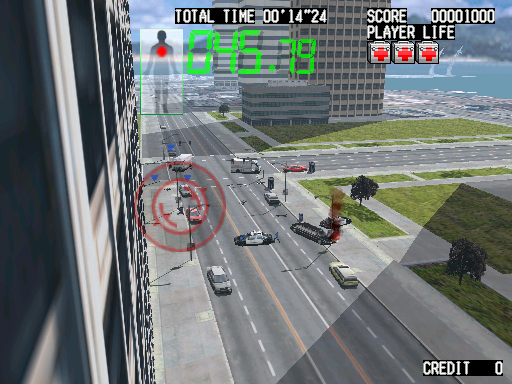 TOTAL TIME 00'14"24
SCORE 00001000
PLAYER LIFE
045.79
CREDIT 0